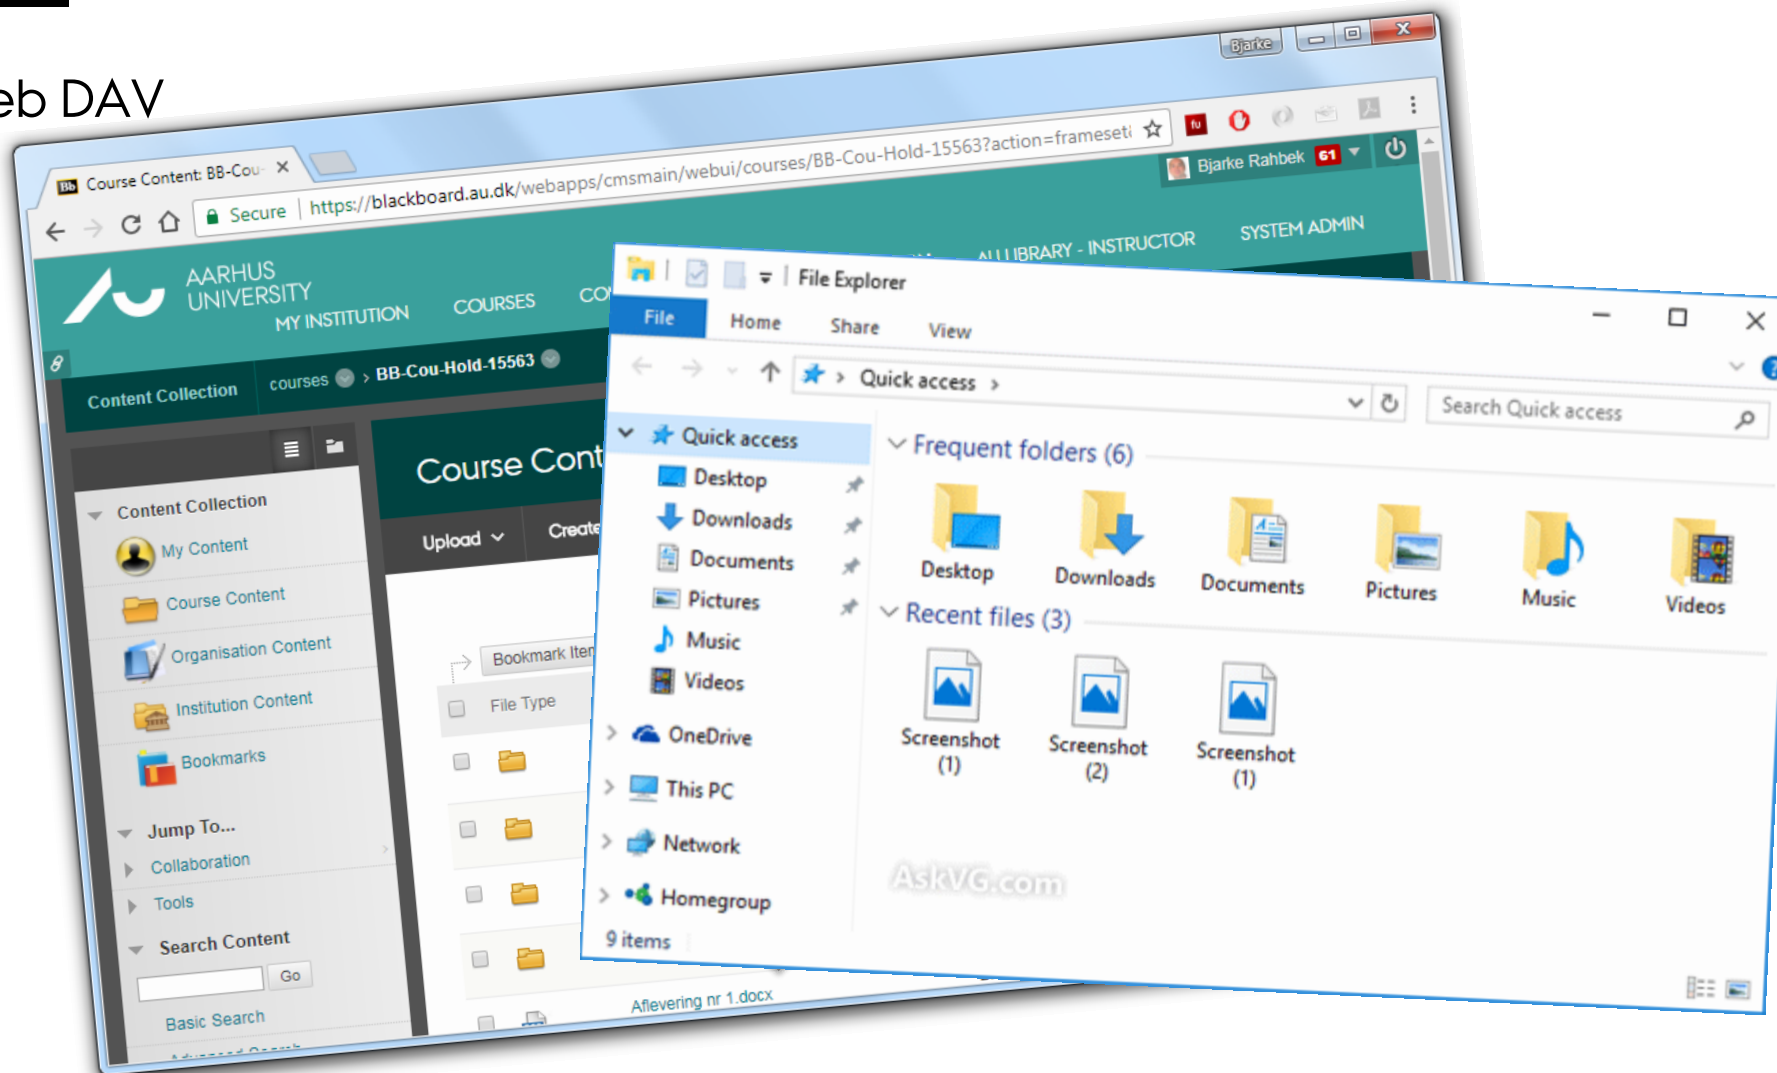 eb DAV
Bjarke
Course Content: BB-Cou-
Secure | https://blackboard.au.dk/webapps/cmsmain/webui/courses/BB-Cou-Hold-15563?action=frameset
fu
Bjarke Rahbek 61
AARHUS
UNIVERSITY
MY INSTITUTION COURSES CO AU LIBRARY - INSTRUCTOR SYSTEM ADMIN
Content Collection courses > BB-Cou-Hold-15563
Content Collection
My Content
Course Content
Organisation Content
Institution Content
Bookmarks
Jump To...
Collaboration
Tools
Search Content
Go
Basic Search
Advanced Search
Course Cont
Upload Create
Bookmark Iter
File Type
Aflevering nr 1.docx
File Explorer
File Home Share View
Quick access
Search Quick access
Quick access
Desktop
Downloads
Documents
Pictures
Music
Videos
OneDrive
This PC
Network
Homegroup
9 items
Frequent folders (6)
Desktop Downloads Documents Pictures Music Videos
Recent files (3)
Screenshot (1)
Screenshot (2)
Screenshot (1)
AskVG.com